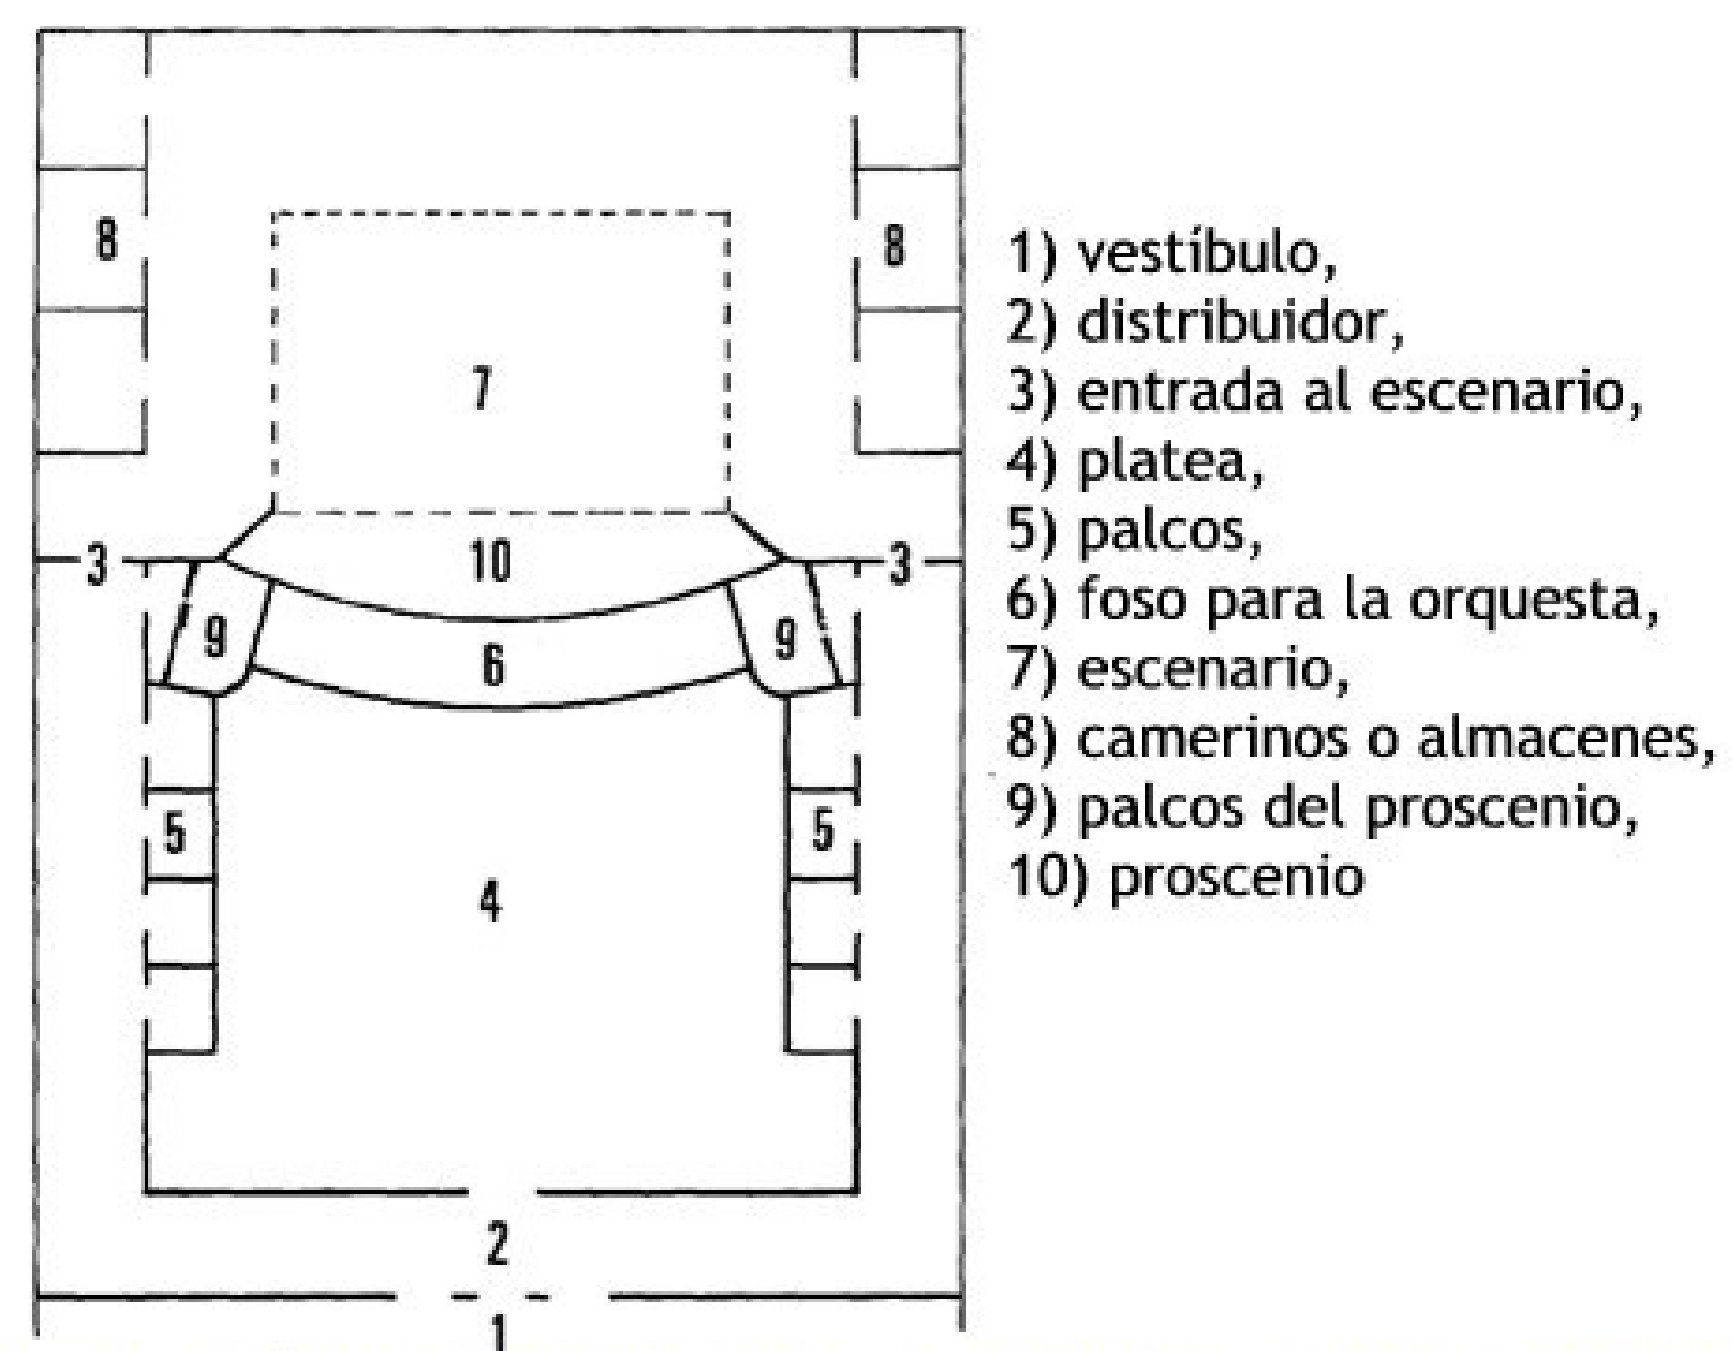 8
8
7
3
10
3
9
6
9
5
5
4
2
1
1) vestíbulo,
2) distribuidor,
3) entrada al escenario,
4) platea,
5) palcos,
6) foso para la orquesta,
7) escenario,
8) camerinos o almacenes,
9) palcos del proscenio,
10) proscenio